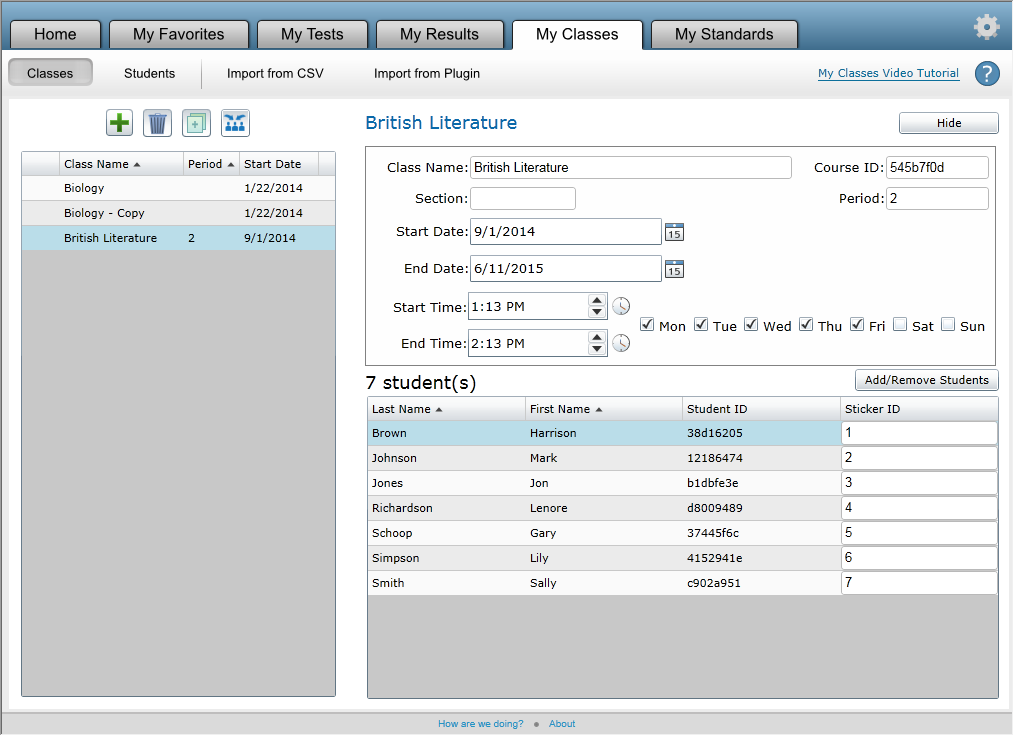 Home My Favorites My Tests My Results My Classes My Standards
Classes Students Import from CSV Import from Plugin My Classes Video Tutorial ?
British Literature Hide
Class Name Period Start Date
Biology 1/22/2014
Biology - Copy 1/22/2014
British Literature 2 9/1/2014
Class Name: British Literature Course ID: 545b7f0d
Section: Period: 2
Start Date: 9/1/2014 15
End Date: 6/11/2015 15
Start Time: 1:13 PM
Mon Tue Wed Thu Fri Sat Sun
End Time: 2:13 PM
7 student(s) Add/Remove Students
Last Name First Name Student ID Sticker ID
Brown Harrison 38d16205 1
Johnson Mark 12186474 2
Jones Jon b1dbfe3e 3
Richardson Lenore d8009489 4
Schoop Gary 37445f6c 5
Simpson Lily 4152941e 6
Smith Sally c902a951 7
How are we doing? About